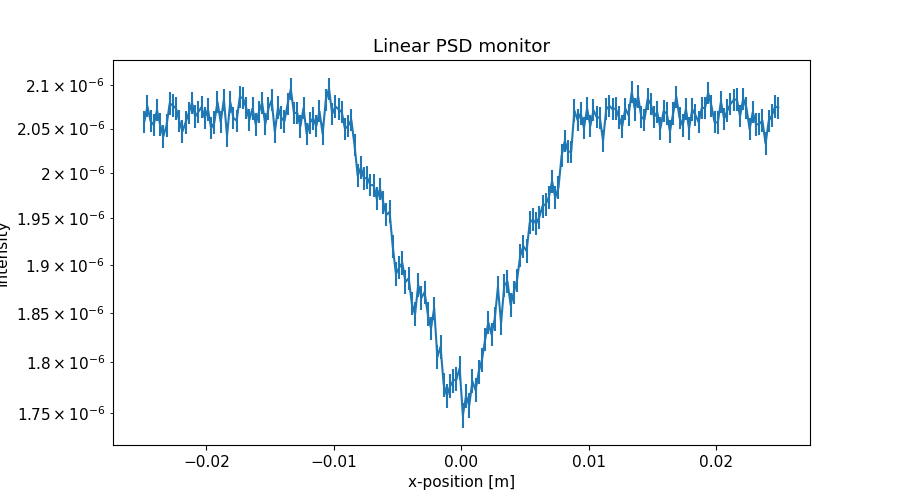 Linear PSD monitor
Intensity
2.1 × 10⁻⁶
2.05 × 10⁻⁶
2 × 10⁻⁶
1.95 × 10⁻⁶
1.9 × 10⁻⁶
1.85 × 10⁻⁶
1.8 × 10⁻⁶
1.75 × 10⁻⁶
−0.02 −0.01 0.00 0.01 0.02
x-position [m]